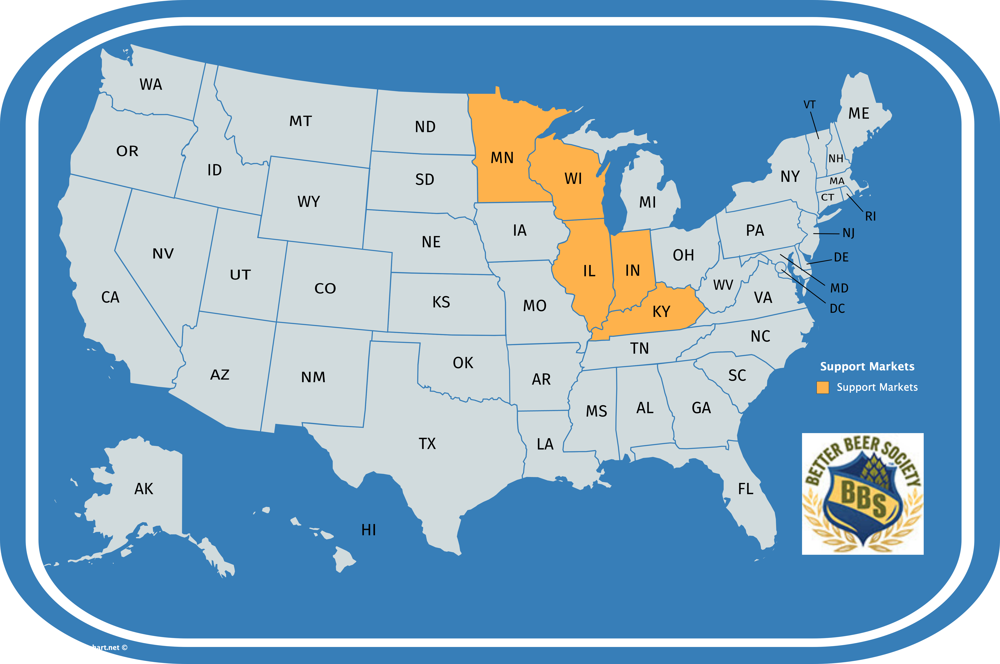 WA
OR
ID
MT
ND
MN
SD
WY
WI
MI
VT
ME
NH
NY
MA
CT
RI
NJ
PA
DE
MD
DC
CA
NV
UT
CO
NE
IA
KS
MO
IL
IN
OH
WV
VA
KY
NC
TN
SC
AZ
NM
OK
AR
MS
AL
GA
TX
LA
FL
AK
HI
Support Markets
Support Markets
BETTER BEER SOCIETY
BBS